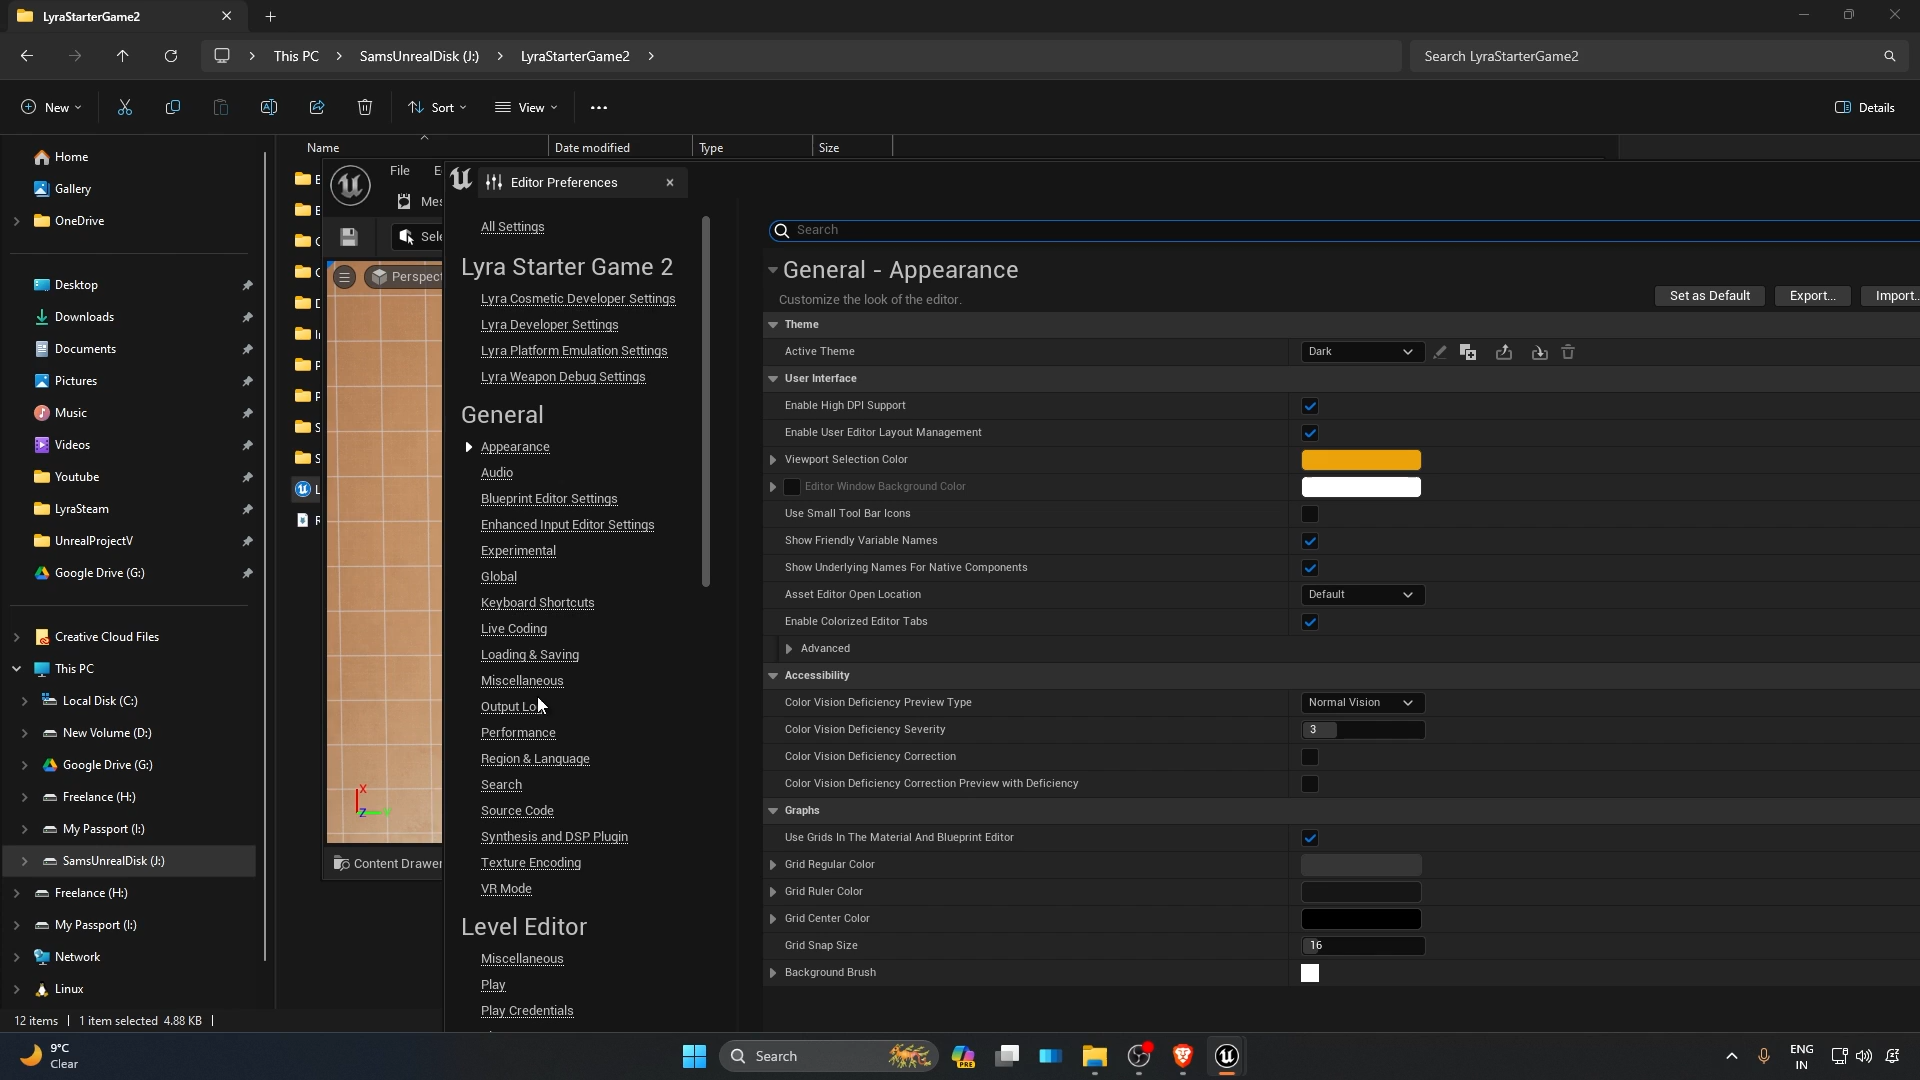 LyraStarterGame2
This PC
SamsUnrealDisk (J:)
LyraStarterGame2
Search LyraStarterGame2
New
Sort
View
Details
Name
Date modified
Type
Size
Home
Gallery
OneDrive
Desktop
Downloads
Documents
Pictures
Music
Videos
Youtube
LyraSteam
UnrealProjectV
Google Drive (G:)
Creative Cloud Files
This PC
Local Disk (C:)
New Volume (D:)
Google Drive (G:)
Freelance (H:)
My Passport (I:)
SamsUnrealDisk (J:)
Freelance (H:)
My Passport (I:)
Network
Linux
12 items
1 item selected 4.88 KB
File
Mes
Sele
Perspect
X
Z
Content Drawer
Editor Preferences
All Settings
Lyra Starter Game 2
Lyra Cosmetic Developer Settings
Lyra Developer Settings
Lyra Platform Emulation Settings
Lyra Weapon Debug Settings
General
Appearance
Audio
Blueprint Editor Settings
Enhanced Input Editor Settings
Experimental
Global
Keyboard Shortcuts
Live Coding
Loading & Saving
Miscellaneous
Output Log
Performance
Region & Language
Search
Source Code
Synthesis and DSP Plugin
Texture Encoding
VR Mode
Level Editor
Miscellaneous
Play
Play Credentials
Search
General - Appearance
Customize the look of the editor.
Set as Default
Export...
Import...
Theme
Active Theme
Dark
User Interface
Enable High DPI Support
Enable User Editor Layout Management
Viewport Selection Color
Editor Window Background Color
Use Small Tool Bar Icons
Show Friendly Variable Names
Show Underlying Names For Native Components
Asset Editor Open Location
Default
Enable Colorized Editor Tabs
Advanced
Accessibility
Color Vision Deficiency Preview Type
Normal Vision
Color Vision Deficiency Severity
3
Color Vision Deficiency Correction
Color Vision Deficiency Correction Preview with Deficiency
Graphs
Use Grids In The Material And Blueprint Editor
Grid Regular Color
Grid Ruler Color
Grid Center Color
Grid Snap Size
16
Background Brush
9°C
Clear
Search
PRE
ENG
IN